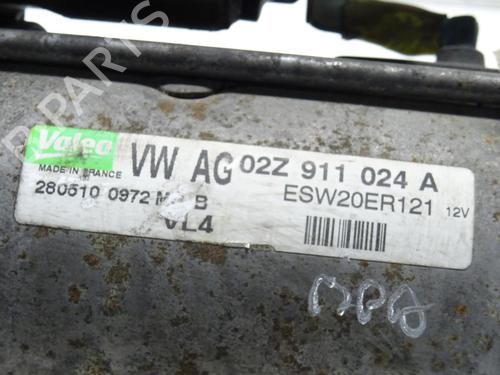 B PARTS
Valeo
MADE IN FRANCE
VW AG 02Z 911 024 A
280510 0972 B
ESW20ER121 12V
VL4